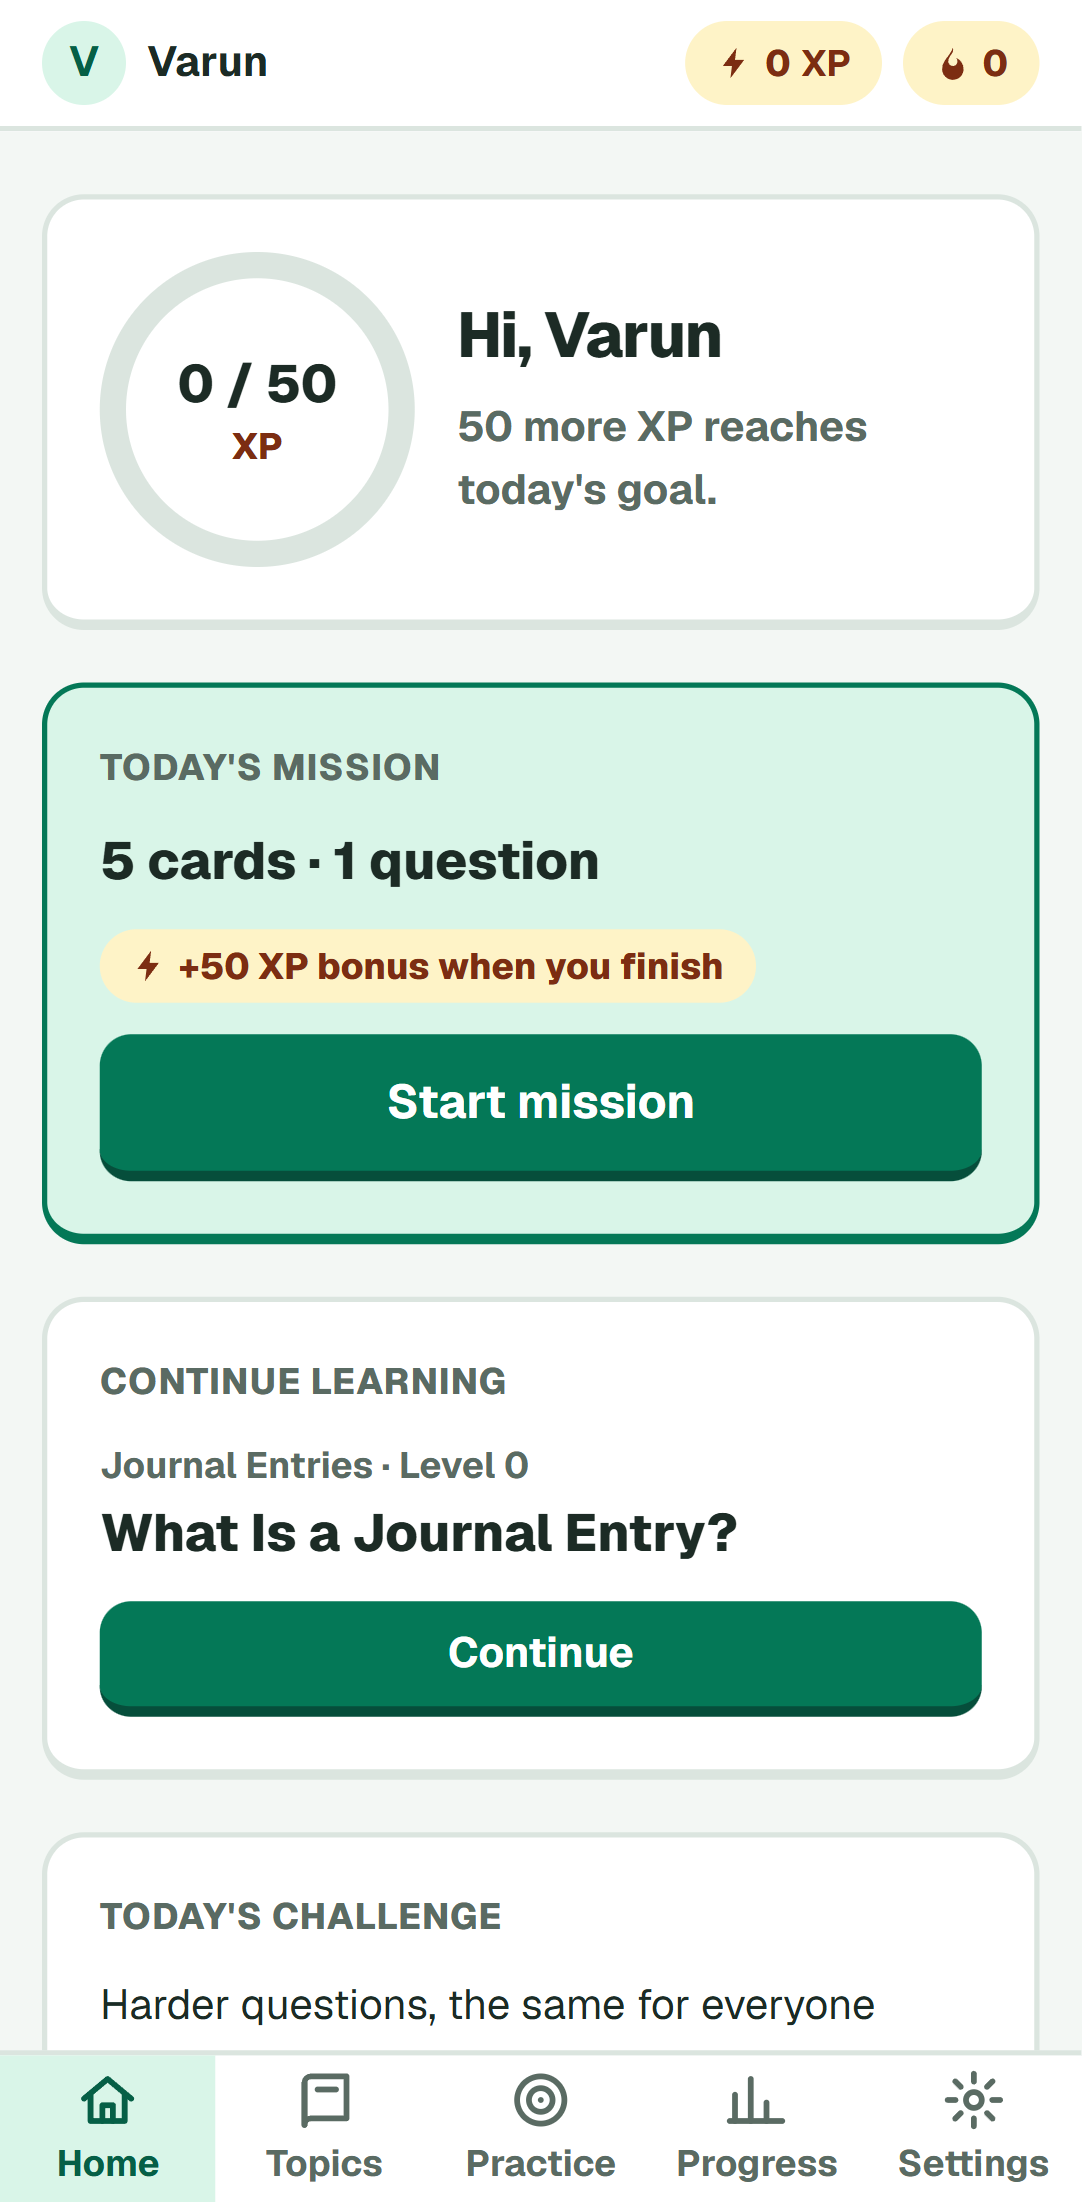 V Varun 0 XP 0
0 / 50
XP
Hi, Varun
50 more XP reaches
today's goal.
TODAY'S MISSION
5 cards · 1 question
+50 XP bonus when you finish
Start mission
CONTINUE LEARNING
Journal Entries · Level 0
What Is a Journal Entry?
Continue
TODAY'S CHALLENGE
Harder questions, the same for everyone
Home Topics Practice Progress Settings